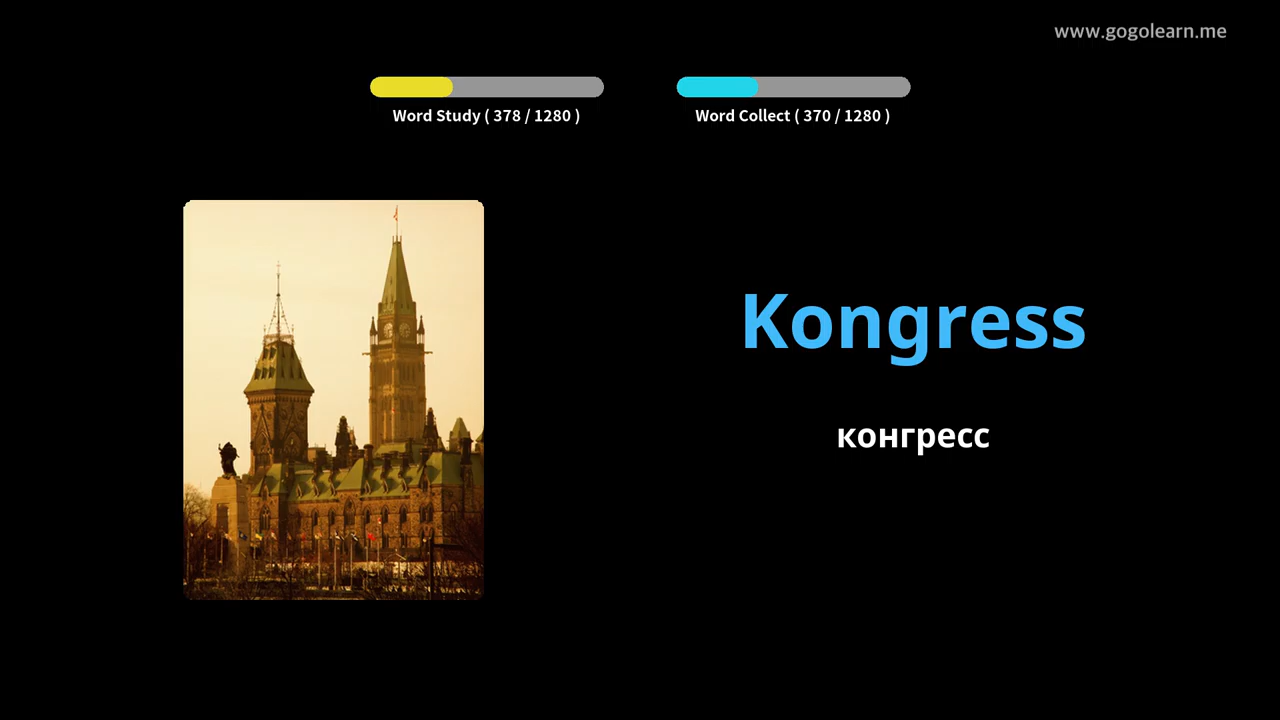 www.gogolearn.me
Word Study ( 378 / 1280 )
Word Collect ( 370 / 1280 )
Kongress
конгресс